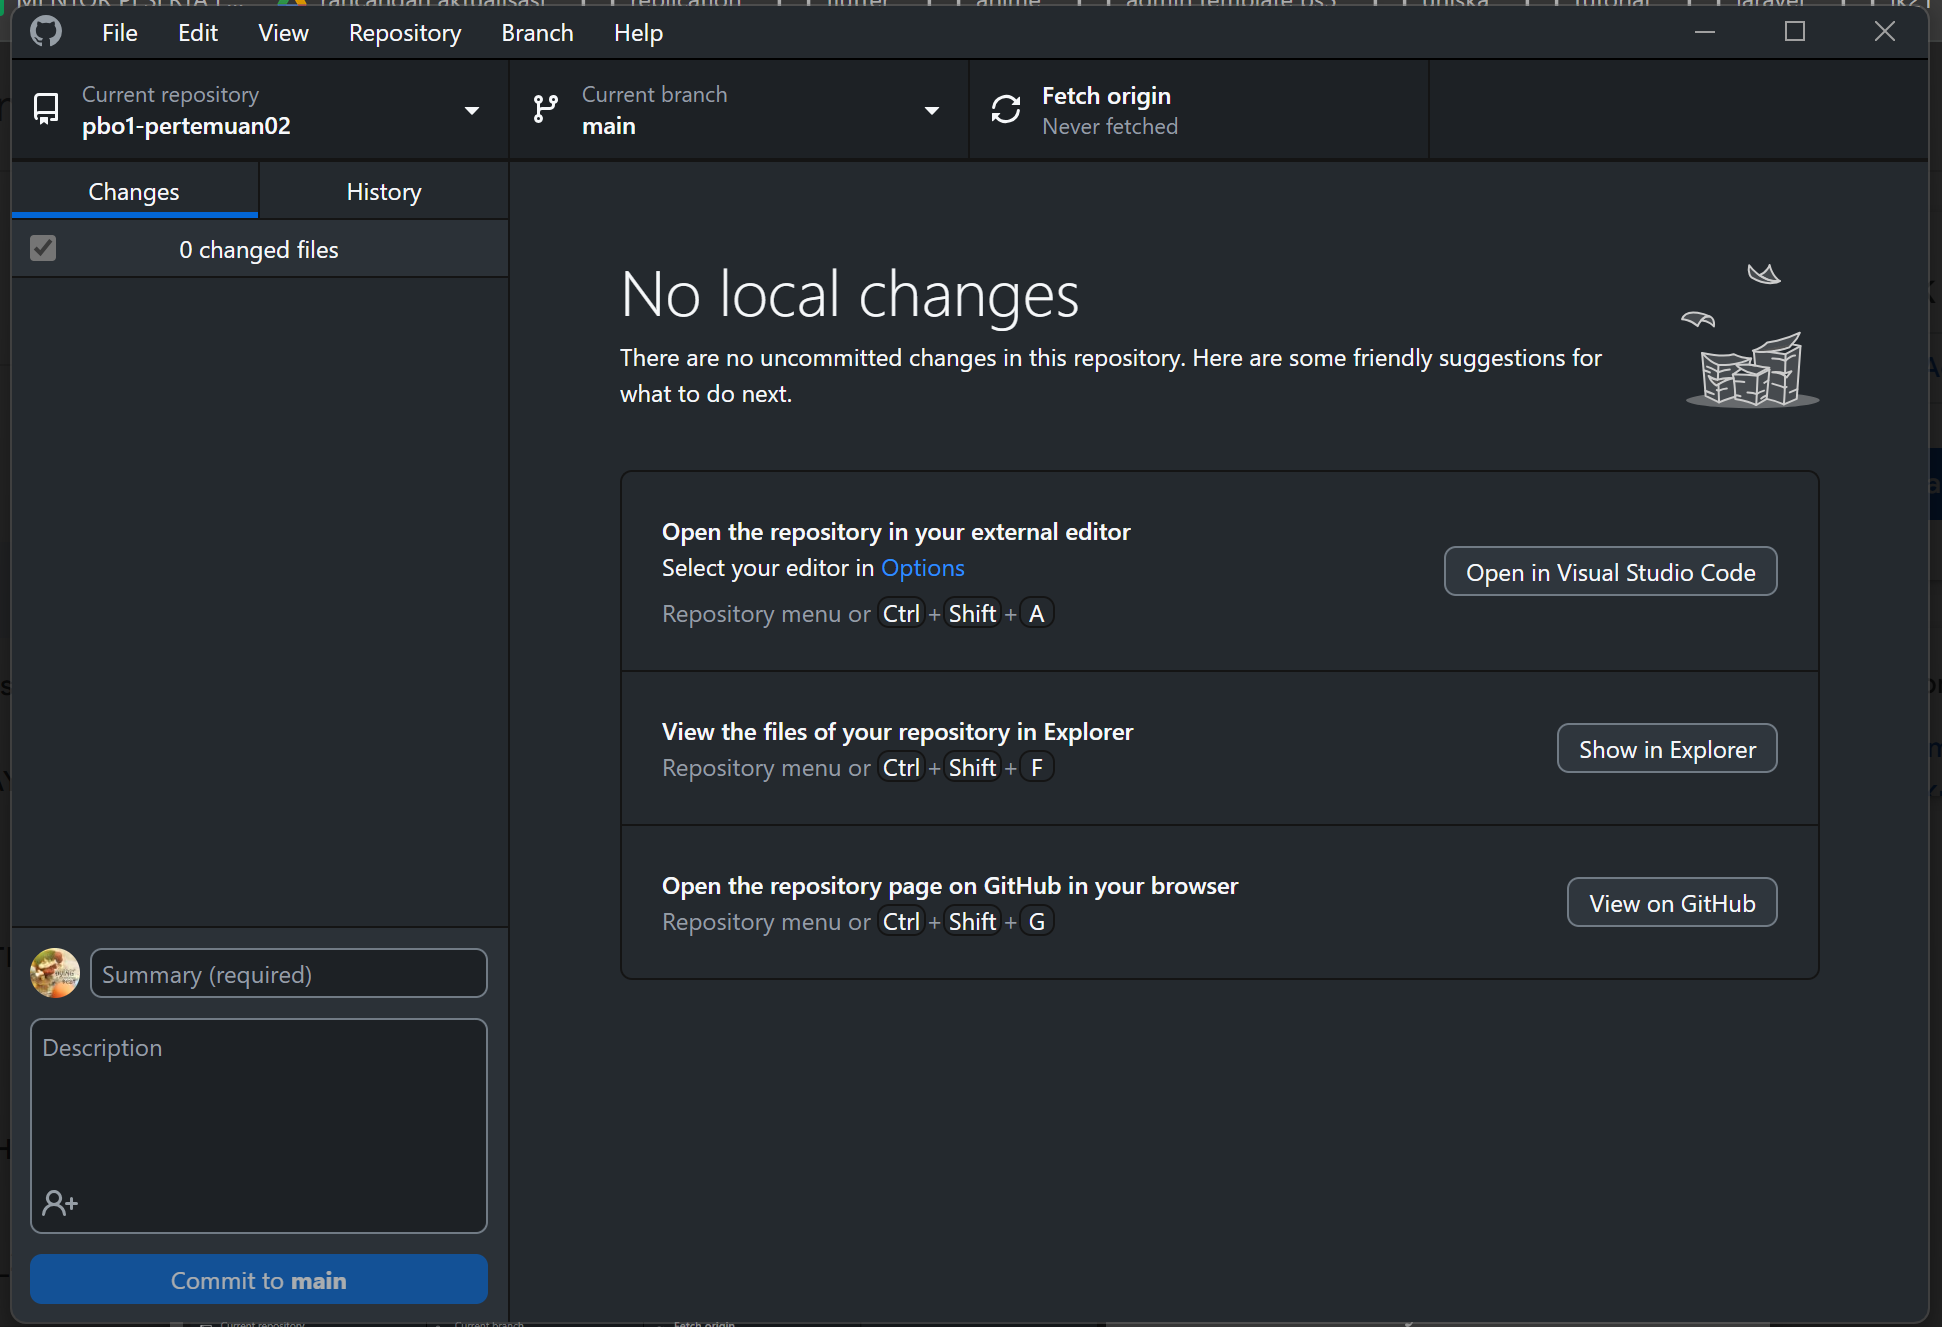 File Edit View Repository Branch Help
Current repository
pbo1-pertemuan02
Current branch
main
Fetch origin
Never fetched
Changes
History
0 changed files
No local changes
There are no uncommitted changes in this repository. Here are some friendly suggestions for
what to do next.
Open the repository in your external editor
Select your editor in Options
Repository menu or Ctrl + Shift + A
Open in Visual Studio Code
View the files of your repository in Explorer
Repository menu or Ctrl + Shift + F
Show in Explorer
Open the repository page on GitHub in your browser
Repository menu or Ctrl + Shift + G
View on GitHub
Summary (required)
Description
Commit to main